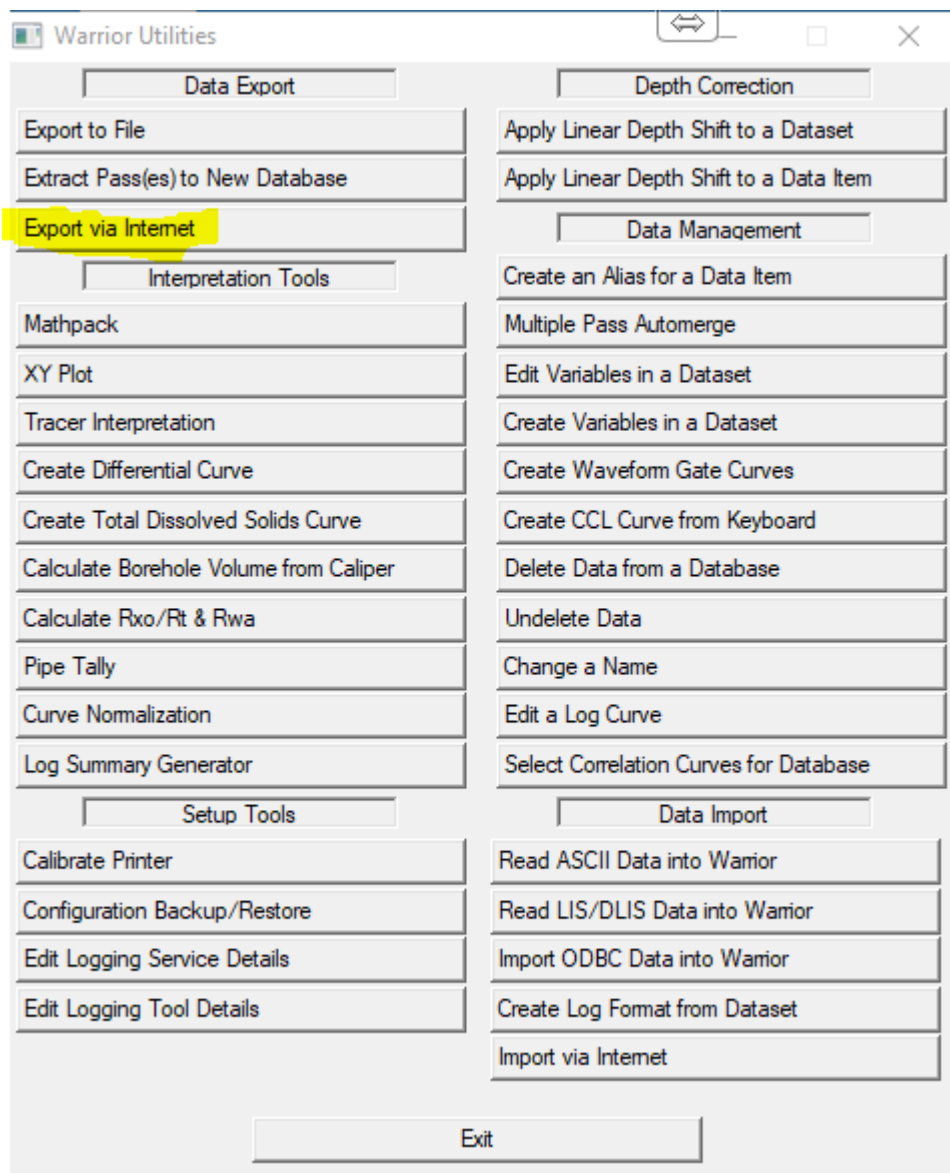 Warrior Utilities
Data Export
Export to File
Extract Pass(es) to New Database
Export via Internet
Interpretation Tools
Mathpack
XY Plot
Tracer Interpretation
Create Differential Curve
Create Total Dissolved Solids Curve
Calculate Borehole Volume from Caliper
Calculate Rxo/Rt & Rwa
Pipe Tally
Curve Normalization
Log Summary Generator
Setup Tools
Calibrate Printer
Configuration Backup/Restore
Edit Logging Service Details
Edit Logging Tool Details
Depth Correction
Apply Linear Depth Shift to a Dataset
Apply Linear Depth Shift to a Data Item
Data Management
Create an Alias for a Data Item
Multiple Pass Automerge
Edit Variables in a Dataset
Create Variables in a Dataset
Create Waveform Gate Curves
Create CCL Curve from Keyboard
Delete Data from a Database
Undelete Data
Change a Name
Edit a Log Curve
Select Correlation Curves for Database
Data Import
Read ASCII Data into Warrior
Read LIS/DLIS Data into Warrior
Import ODBC Data into Warrior
Create Log Format from Dataset
Import via Internet
Exit